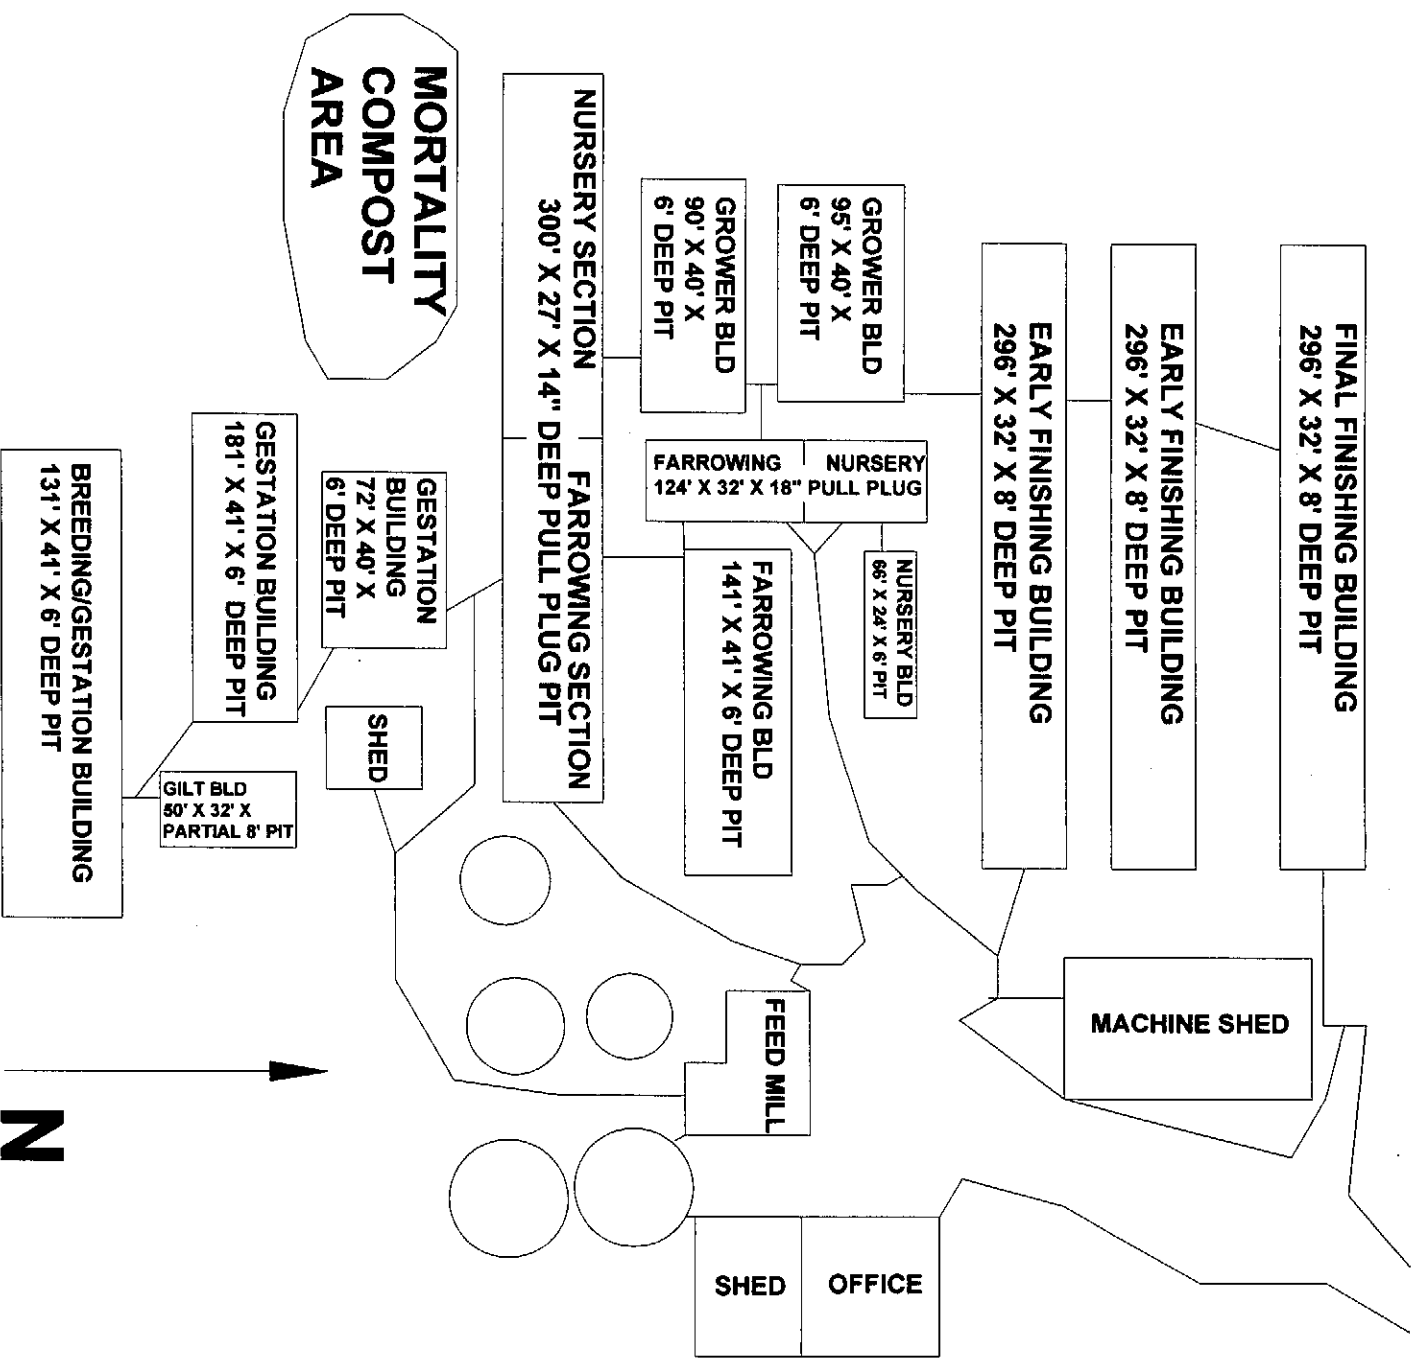 MORTALITY
COMPOST
AREA
NURSERY SECTION
300' X 27' X 14" DEEP PULL PLUG PIT
FARROWING SECTION
GROWER BLD
90' X 40' X
6' DEEP PIT
GROWER BLD
95' X 40' X
6' DEEP PIT
EARLY FINISHING BUILDING
296' X 32' X 8' DEEP PIT
EARLY FINISHING BUILDING
296' X 32' X 8' DEEP PIT
FINAL FINISHING BUILDING
296' X 32' X 8' DEEP PIT
FARROWING
NURSERY
124' X 32' X 18" PULL PLUG
NURSERY BLD
66' X 24' X 6' PIT
FARROWING BLD
141' X 41' X 6' DEEP PIT
GESTATION
BUILDING
72' X 40' X
6' DEEP PIT
GESTATION BUILDING
181' X 41' X 6' DEEP PIT
BREEDING/GESTATION BUILDING
131' X 41' X 6' DEEP PIT
SHED
GILT BLD
50' X 32' X
PARTIAL 8' PIT
FEED MILL
MACHINE SHED
SHED
OFFICE
N